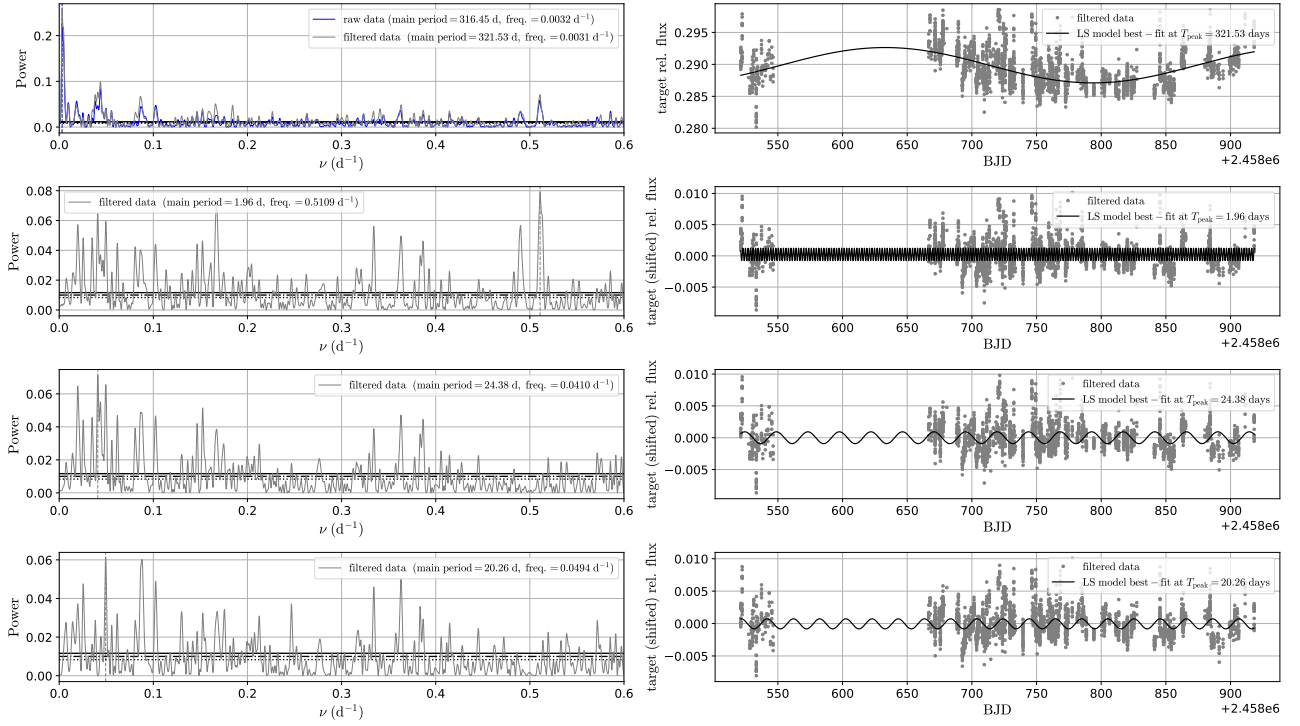 raw data (main period = 316.45 d, freq. = 0.0032 d⁻¹)
filtered data (main period = 321.53 d, freq. = 0.0031 d⁻¹)
Power
0.2
0.1
0.0
0.0 0.1 0.2 0.3 0.4 0.5 0.6
ν (d⁻¹)
filtered data
LS model best − fit at T_peak = 321.53 days
target rel. flux
0.295
0.290
0.285
0.280
550 600 650 700 750 800 850 900
BJD
+2.458e6
filtered data (main period = 1.96 d, freq. = 0.5109 d⁻¹)
Power
0.08
0.06
0.04
0.02
0.00
0.0 0.1 0.2 0.3 0.4 0.5 0.6
ν (d⁻¹)
filtered data
LS model best − fit at T_peak = 1.96 days
target (shifted) rel. flux
0.010
0.005
0.000
−0.005
550 600 650 700 750 800 850 900
BJD
+2.458e6
filtered data (main period = 24.38 d, freq. = 0.0410 d⁻¹)
Power
0.06
0.04
0.02
0.00
0.0 0.1 0.2 0.3 0.4 0.5 0.6
ν (d⁻¹)
filtered data
LS model best − fit at T_peak = 24.38 days
target (shifted) rel. flux
0.010
0.005
0.000
−0.005
550 600 650 700 750 800 850 900
BJD
+2.458e6
filtered data (main period = 20.26 d, freq. = 0.0494 d⁻¹)
Power
0.06
0.04
0.02
0.00
0.0 0.1 0.2 0.3 0.4 0.5 0.6
ν (d⁻¹)
filtered data
LS model best − fit at T_peak = 20.26 days
target (shifted) rel. flux
0.010
0.005
0.000
−0.005
550 600 650 700 750 800 850 900
BJD
+2.458e6